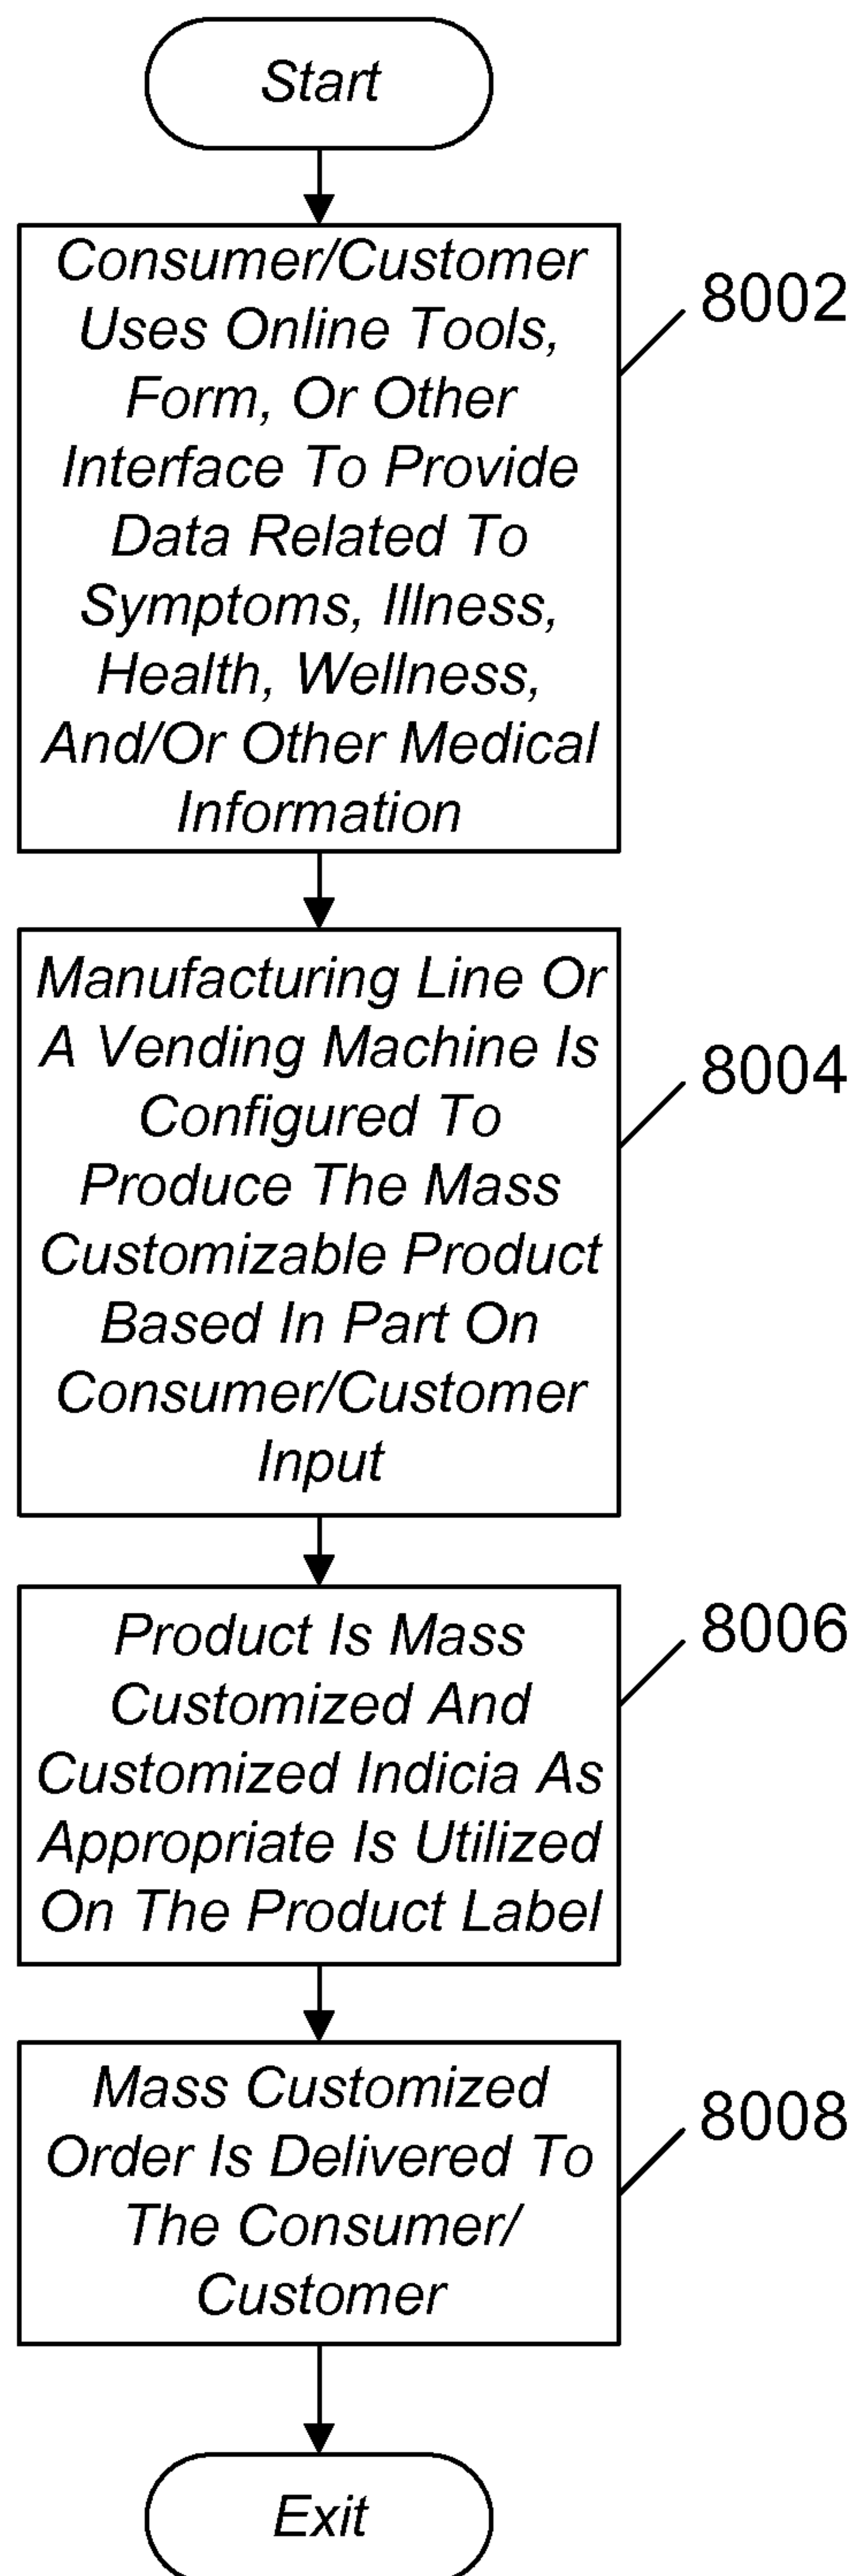 Start
Consumer/Customer
Uses Online Tools,
Form, Or Other
Interface To Provide
Data Related To
Symptoms, Illness,
Health, Wellness,
And/Or Other Medical
Information
8002
Manufacturing Line Or
A Vending Machine Is
Configured To
Produce The Mass
Customizable Product
Based In Part On
Consumer/Customer
Input
8004
Product Is Mass
Customized And
Customized Indicia As
Appropriate Is Utilized
On The Product Label
8006
Mass Customized
Order Is Delivered To
The Consumer/
Customer
8008
Exit